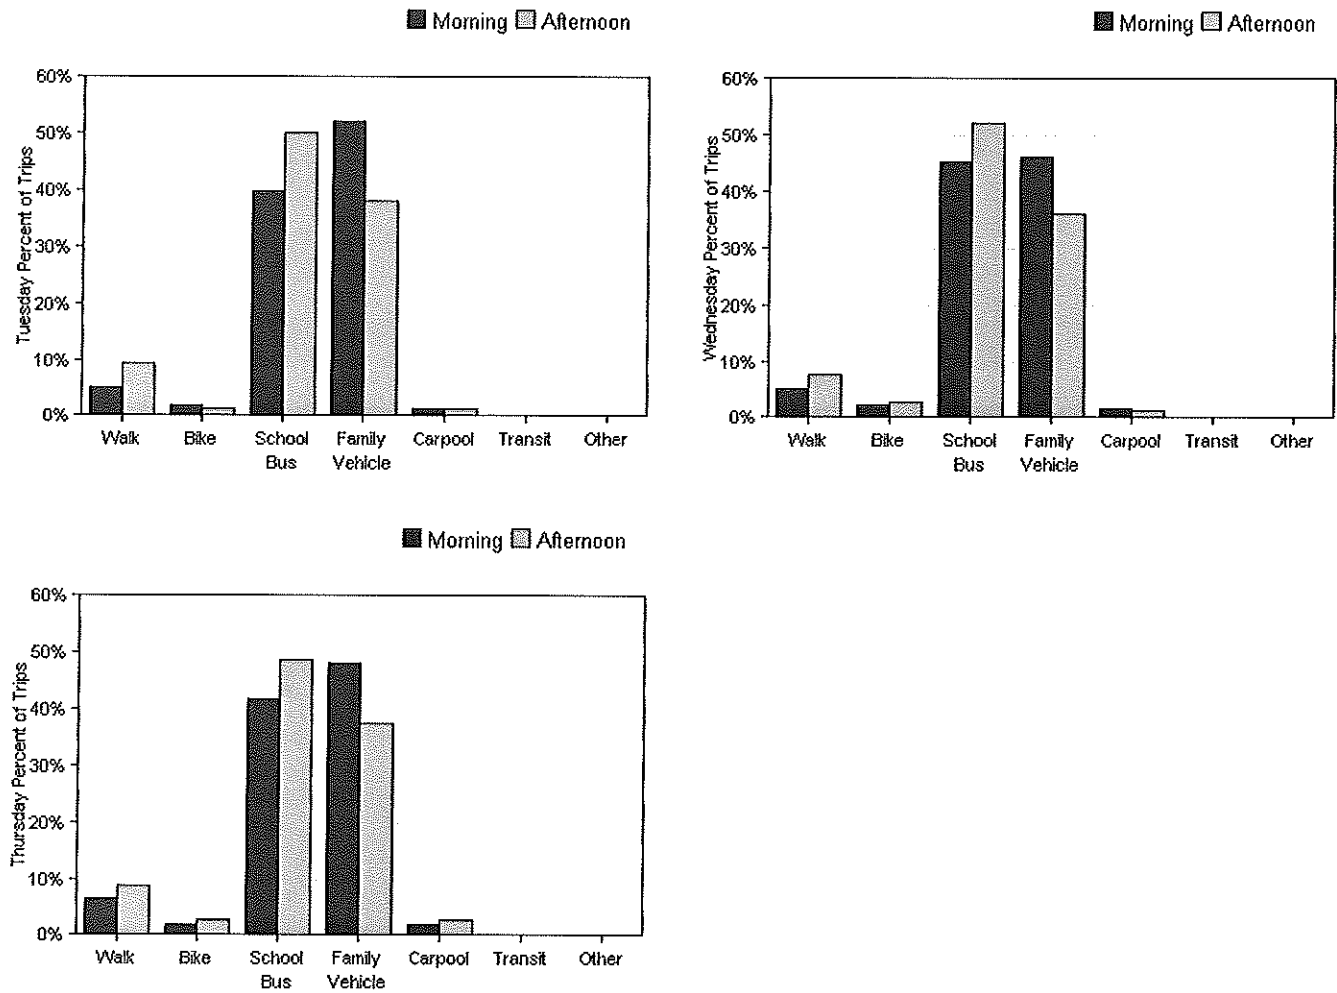 Morning Afternoon
Tuesday Percent of Trips
60%
50%
40%
30%
20%
10%
0%
Walk Bike School Family Carpool Transit Other
Bus Vehicle
Morning Afternoon
Wednesday Percent of Trips
60%
50%
40%
30%
20%
10%
0%
Walk Bike School Family Carpool Transit Other
Bus Vehicle
Morning Afternoon
Thursday Percent of Trips
60%
50%
40%
30%
20%
10%
0%
Walk Bike School Family Carpool Transit Other
Bus Vehicle